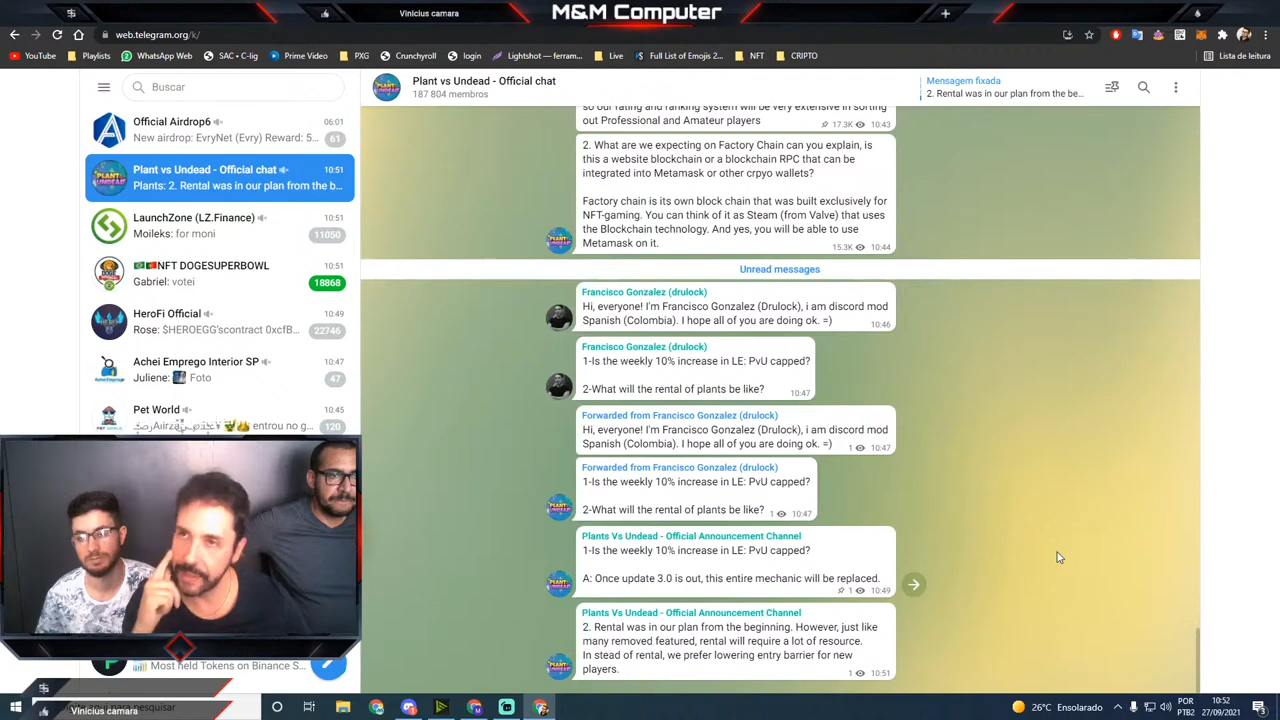 Vinicius camara
M&M Computer
web.telegram.org/k/
YouTube
Playlists
WhatsApp Web
SAC • C-lig
Prime Video
PXG
Crunchyroll
login
Lightshot — ferram...
Live
Full List of Emojis 2...
NFT
CRIPTO
Lista de leitura
Buscar
Plant vs Undead - Official chat
187 804 membros
Mensagem fixada
2. Rental was in our plan from the be...
Official Airdrop6
06:01
New airdrop: EvryNet (Evry) Reward: 5...
61
Plant vs Undead - Official chat
10:51
Plants: 2. Rental was in our plan from the b...
LaunchZone (LZ.Finance)
10:51
Moileks: for moni
11050
NFT DOGESUPERBOWL
10:51
Gabriel: votei
18868
HeroFi Official
10:49
Rose: $HEROEGG'scontract 0xcfB...
22746
Achei Emprego Interior SP
10:47
Juliene: Foto
47
Pet World
10:45
entrou no g...
120
Most held Tokens on Binance S...
so our rating and ranking system will be very extensive in sorting
out Professional and Amateur players
17.3K 10:43
2. What are we expecting on Factory Chain can you explain, is
this a website blockchain or a blockchain RPC that can be
integrated into Metamask or other crpyo wallets?
Factory chain is its own block chain that was built exclusively for
NFT-gaming. You can think of it as Steam (from Valve) that uses
the Blockchain technology. And yes, you will be able to use
Metamask on it.
15.3K 10:44
Unread messages
Francisco Gonzalez (drulock)
Hi, everyone! I'm Francisco Gonzalez (Drulock), i am discord mod
Spanish (Colombia). I hope all of you are doing ok. =)
10:46
Francisco Gonzalez (drulock)
1-Is the weekly 10% increase in LE: PvU capped?
2-What will the rental of plants be like?
10:47
Forwarded from Francisco Gonzalez (drulock)
Hi, everyone! I'm Francisco Gonzalez (Drulock), i am discord mod
Spanish (Colombia). I hope all of you are doing ok. =)
1 10:47
Forwarded from Francisco Gonzalez (drulock)
1-Is the weekly 10% increase in LE: PvU capped?
2-What will the rental of plants be like?
1 10:47
Plants Vs Undead - Official Announcement Channel
1-Is the weekly 10% increase in LE: PvU capped?
A: Once update 3.0 is out, this entire mechanic will be replaced.
1 10:49
Plants Vs Undead - Official Announcement Channel
2. Rental was in our plan from the beginning. However, just like
many removed featured, rental will require a lot of resource.
In stead of rental, we prefer lowering entry barrier for new
players.
1 10:51
aqui para pesquisar
Vinicius camara
26°C Ensolarado
POR
PTB2
10:52
27/09/2021